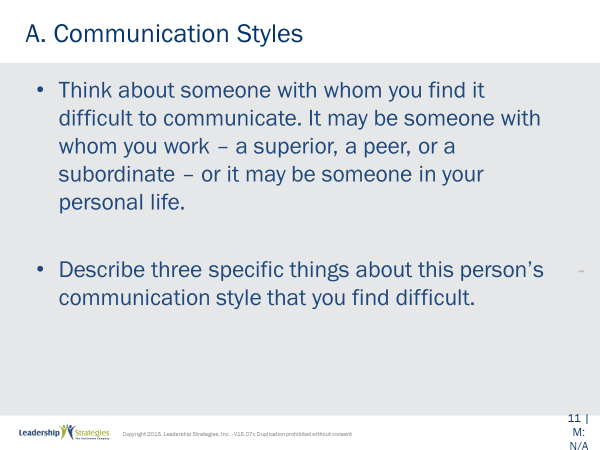 A. Communication Styles
• Think about someone with whom you find it
difficult to communicate. It may be someone with
whom you work – a superior, a peer, or a
subordinate – or it may be someone in your
personal life.
• Describe three specific things about this person's
communication style that you find difficult.
Leadership Strategies
The Facilitation Company
Copyright 2015, Leadership Strategies, Inc. - V15.07c Duplication prohibited without consent
11 |
M:
N/A